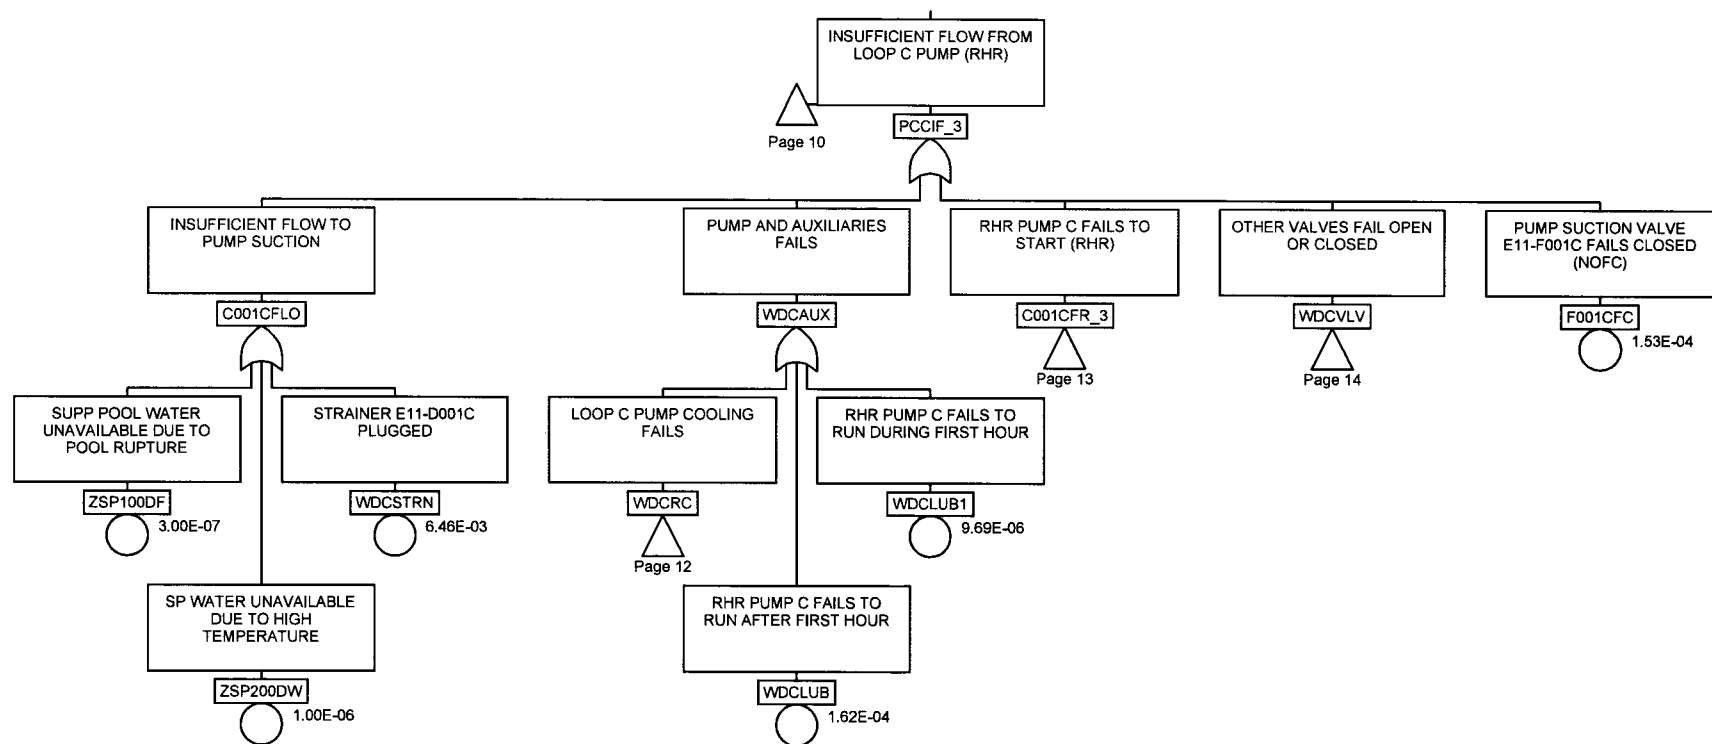 INSUFFICIENT FLOW FROM
LOOP C PUMP (RHR)
Page 10
PCCIF_3
INSUFFICIENT FLOW TO
PUMP SUCTION
C001CFLO
PUMP AND AUXILIARIES
FAILS
WDCAUX
RHR PUMP C FAILS TO
START (RHR)
C001CFR_3
Page 13
OTHER VALVES FAIL OPEN
OR CLOSED
WDCVLV
Page 14
PUMP SUCTION VALVE
E11-F001C FAILS CLOSED
(NOFC)
F001CFC
1.53E-04
SUPP POOL WATER
UNAVAILABLE DUE TO
POOL RUPTURE
ZSP100DF
3.00E-07
STRAINER E11-D001C
PLUGGED
WDCSTRN
6.46E-03
LOOP C PUMP COOLING
FAILS
WDCRC
Page 12
RHR PUMP C FAILS TO
RUN DURING FIRST HOUR
WDCLUB1
9.69E-06
SP WATER UNAVAILABLE
DUE TO HIGH
TEMPERATURE
ZSP200DW
1.00E-06
RHR PUMP C FAILS TO
RUN AFTER FIRST HOUR
WDCLUB
1.62E-04